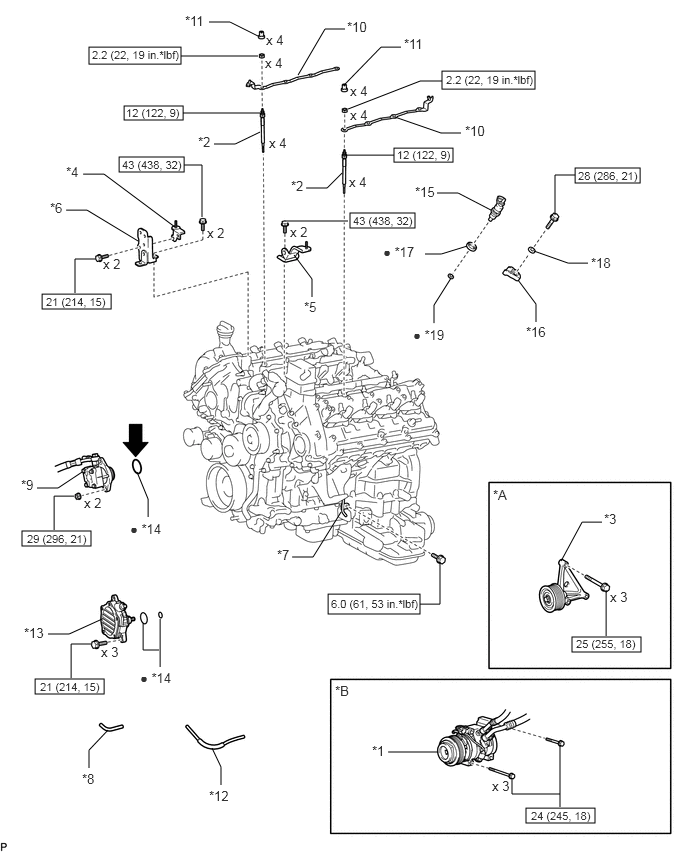 *11
x 4
*10
2.2 (22, 19 in.*lbf)
x 4
*11
x 4
2.2 (22, 19 in.*lbf)
x 4
12 (122, 9)
*2
x 4
*10
12 (122, 9)
*2
x 4
43 (438, 32)
*4
*6
x 2
x 2
21 (214, 15)
43 (438, 32)
x 2
*5
28 (286, 21)
*15
● *17
*18
*16
● *19
*9
x 2
29 (296, 21)
● *14
*7
6.0 (61, 53 in.*lbf)
*A
*3
x 3
25 (255, 18)
*13
x 3
21 (214, 15)
● *14
*8
*12
*B
*1
x 3
24 (245, 18)
P